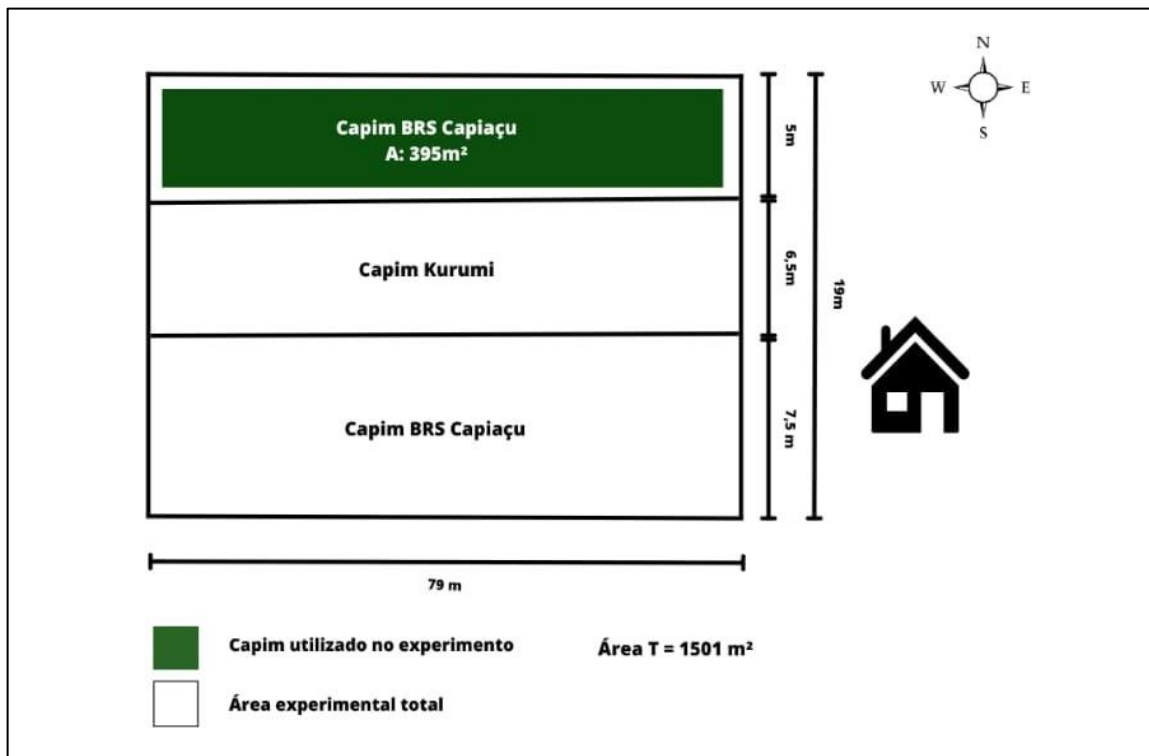 N
W
E
S
Capim BRS Capiaçu
A: 395m²
5m
Capim Kurumi
6,5m
19m
Capim BRS Capiaçu
7,5 m
79 m
Capim utilizado no experimento
Área T = 1501 m²
Área experimental total